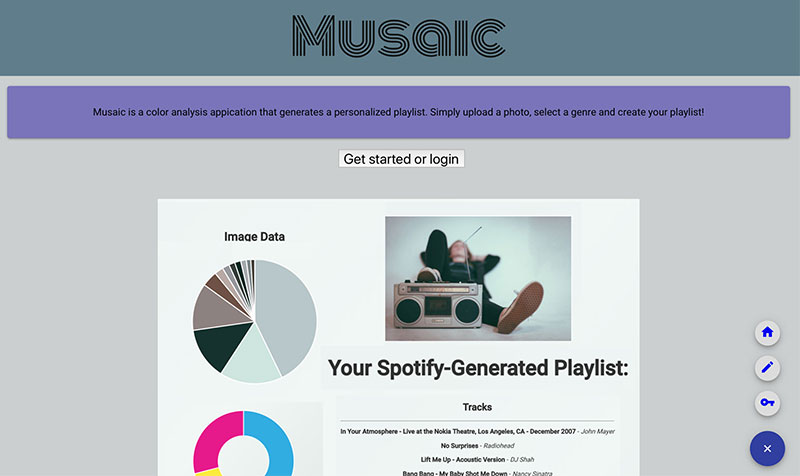 Musaic
Musaic is a color analysis appication that generates a personalized playlist. Simply upload a photo, select a genre and create your playlist!
Get started or login
Image Data
Your Spotify-Generated Playlist:
Tracks
In Your Atmosphere - Live at the Nokia Theatre, Los Angeles, CA - December 2007 - John Mayer
No Surprises - Radiohead
Lift Me Up - Acoustic Version - DJ Shah
Bang Bang - My Baby Shot Me Down - Nancy Sinatra